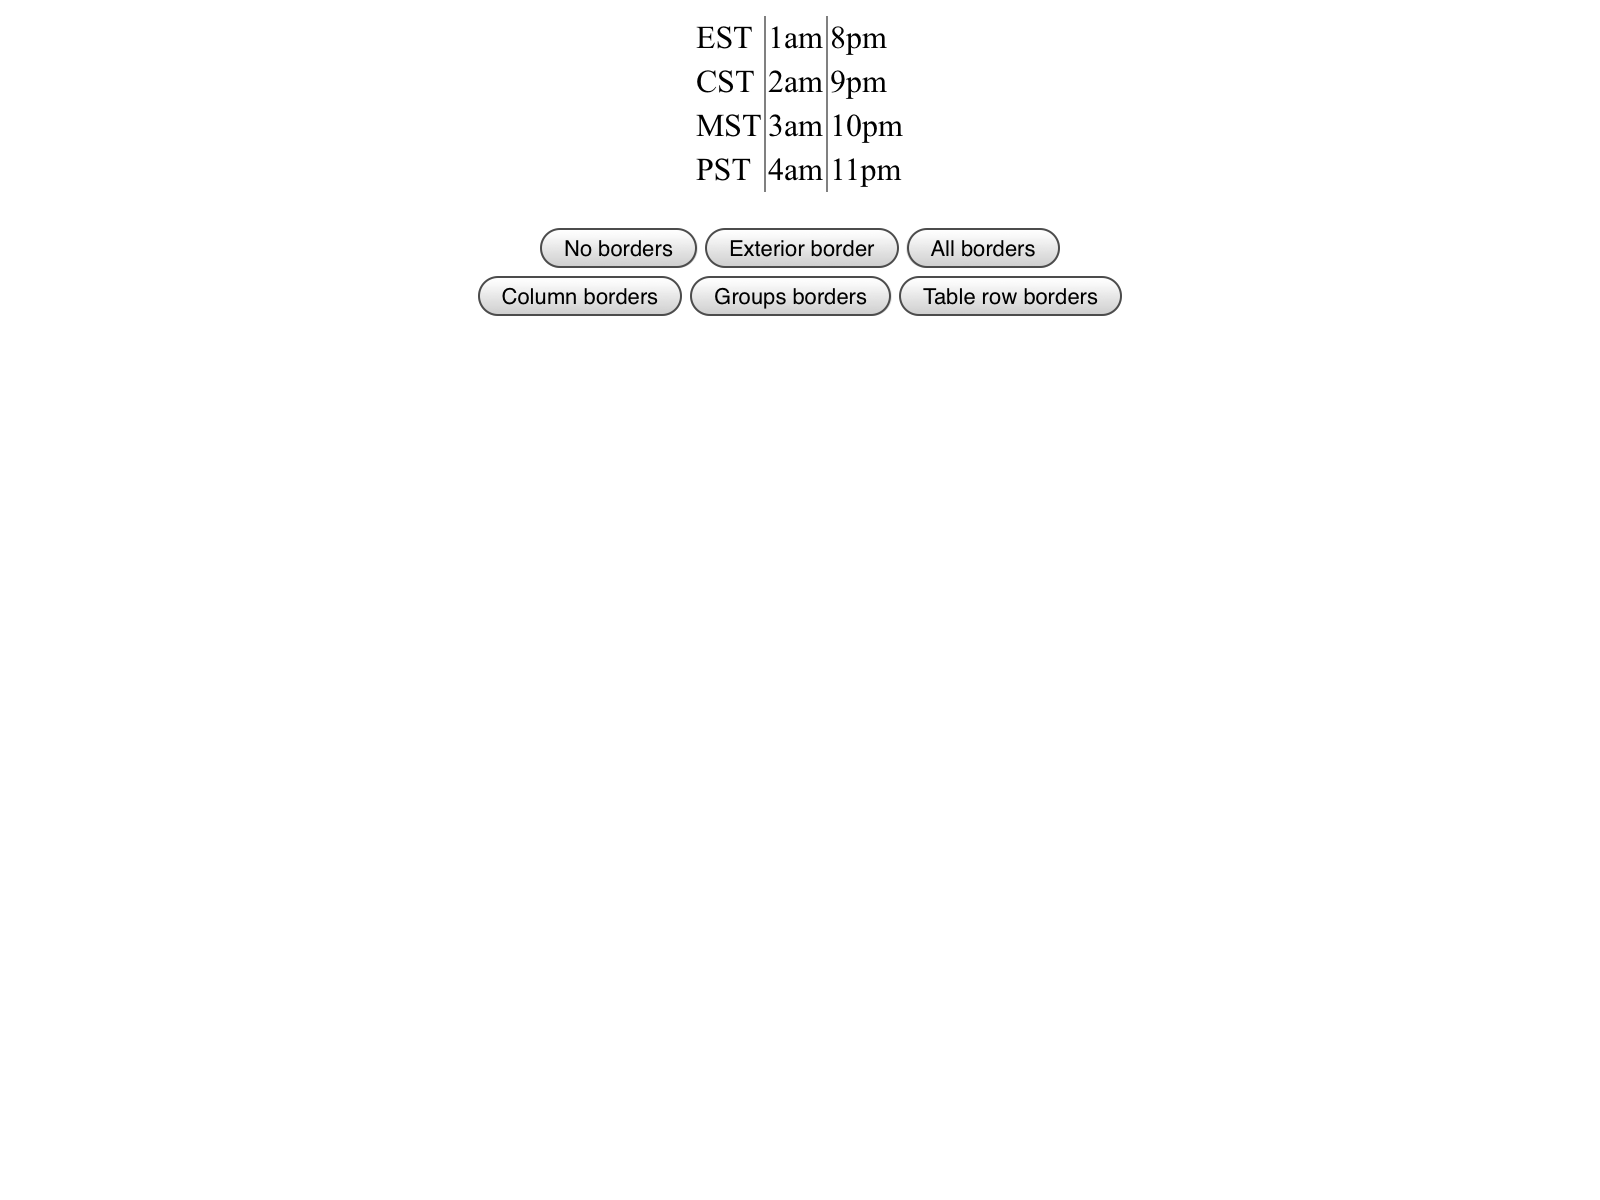 EST 1am 8pm
CST 2am 9pm
MST 3am 10pm
PST 4am 11pm
No borders Exterior border All borders
Column borders Groups borders Table row borders